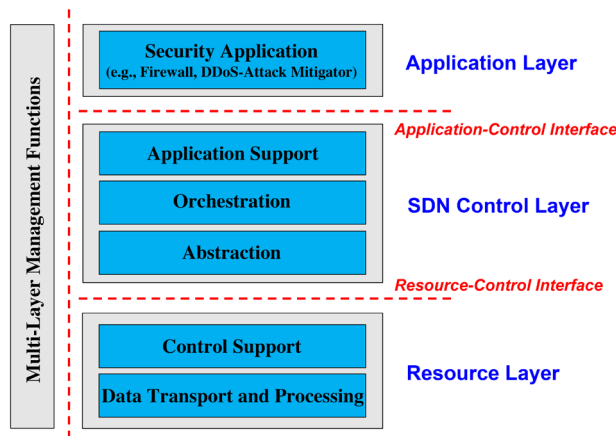 Multi-Layer Management Functions
Security Application
(e.g., Firewall, DDoS-Attack Mitigator)
Application Layer
Application-Control Interface
Application Support
Orchestration
SDN Control Layer
Abstraction
Resource-Control Interface
Control Support
Resource Layer
Data Transport and Processing